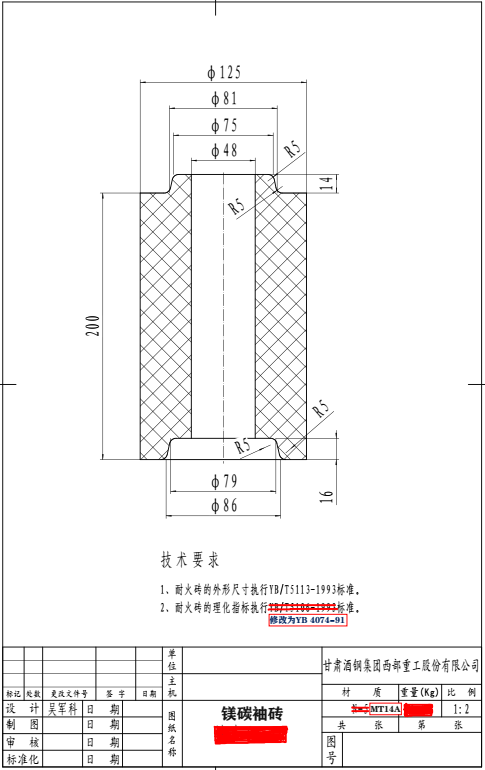 ϕ125
ϕ81
ϕ75
ϕ48
R5
14
R5
200
R5
R5
16
ϕ79
ϕ86
技术要求
1、耐火砖的外形尺寸执行YB/T5113-1993标准。
2、耐火砖的理化指标执行YB/T5106-1993标准。
修改为YB 4074-91
单位
甘肃酒钢集团西部重工股份有限公司
主机
标记 处数 更改文件号 签字 日期
材质 重量(Kg) 比例
设计 吴军科 日期
图纸名称
镁碳袖砖
MT14A
1:2
制图 日期
共 张 第 张
审核 日期
图号
标准化 日期